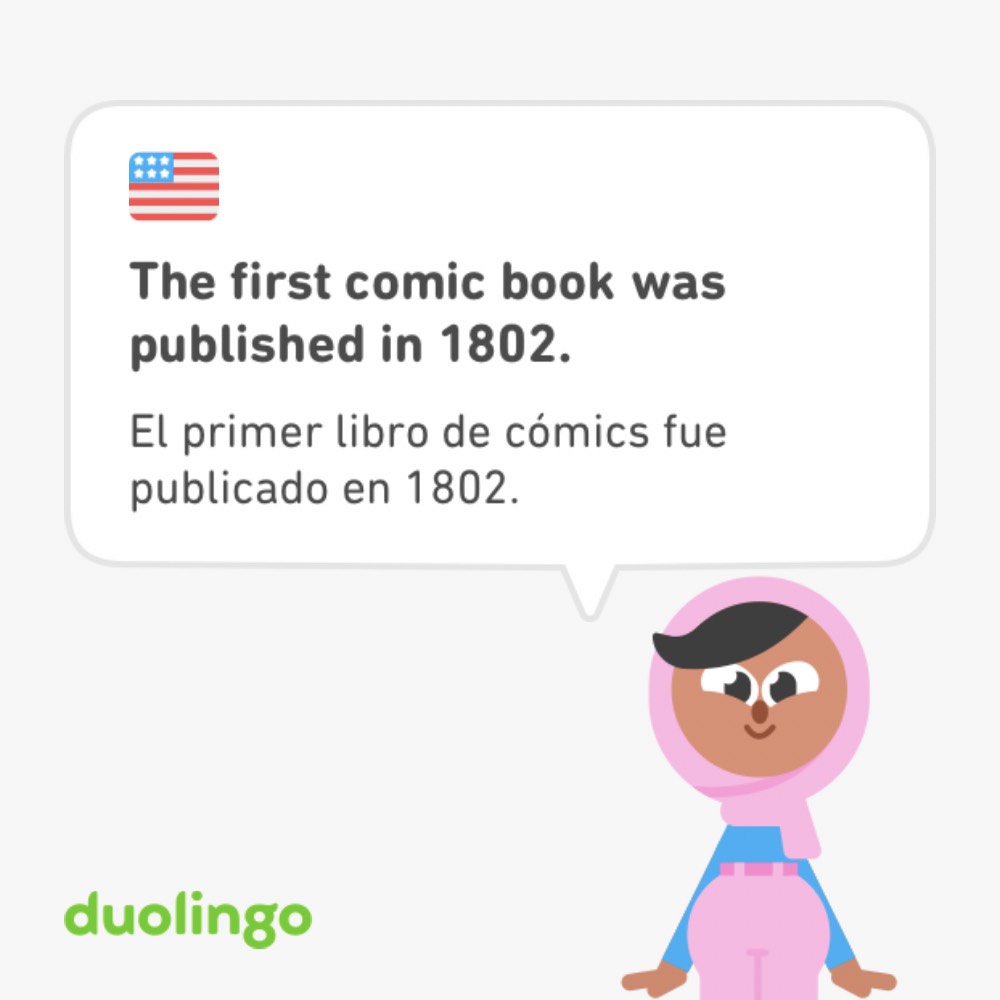 The first comic book was
published in 1802.
El primer libro de cómics fue
publicado en 1802.
duolingo